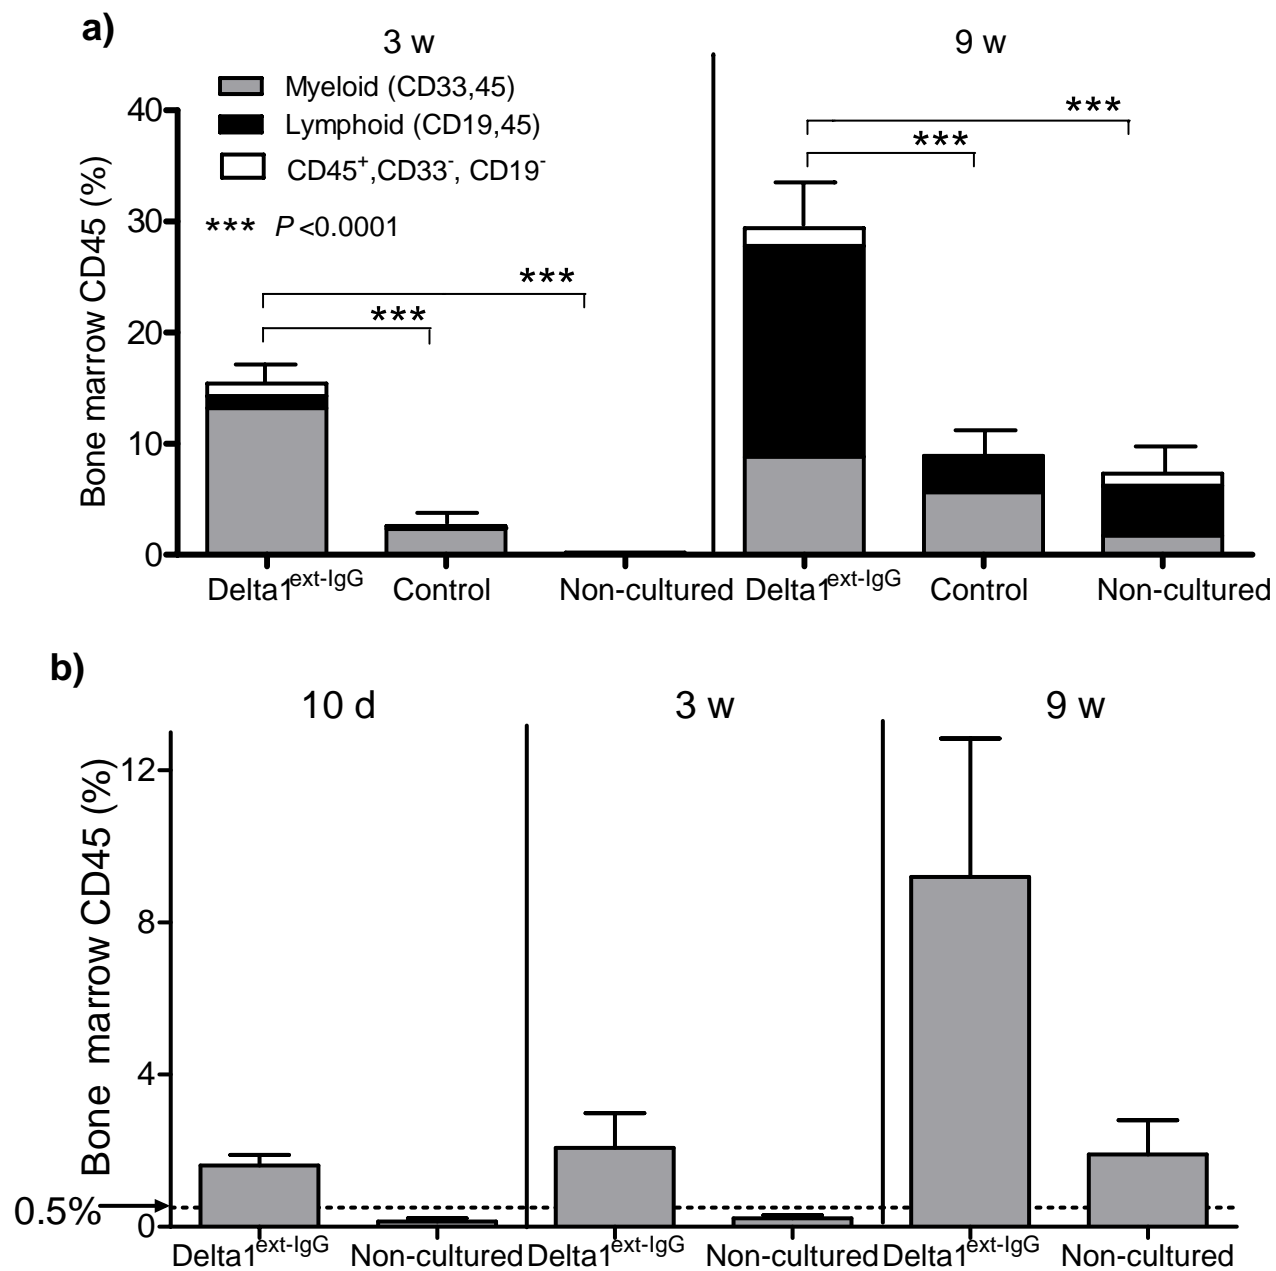 a)
3 w
9 w
Myeloid (CD33,45)
Lymphoid (CD19,45)
CD45⁺,CD33⁻, CD19⁻
*** P <0.0001
***
***
***
***
Bone marrow CD45 (%)
40
30
20
10
0
Delta1ᵉˣᵗ⁻ᴵᵍᴳ Control Non-cultured Delta1ᵉˣᵗ⁻ᴵᵍᴳ Control Non-cultured
b)
10 d
3 w
9 w
Bone marrow CD45 (%)
12
8
4
0.5%
0
Delta1ᵉˣᵗ⁻ᴵᵍᴳ Non-cultured Delta1ᵉˣᵗ⁻ᴵᵍᴳ Non-cultured Delta1ᵉˣᵗ⁻ᴵᵍᴳ Non-cultured